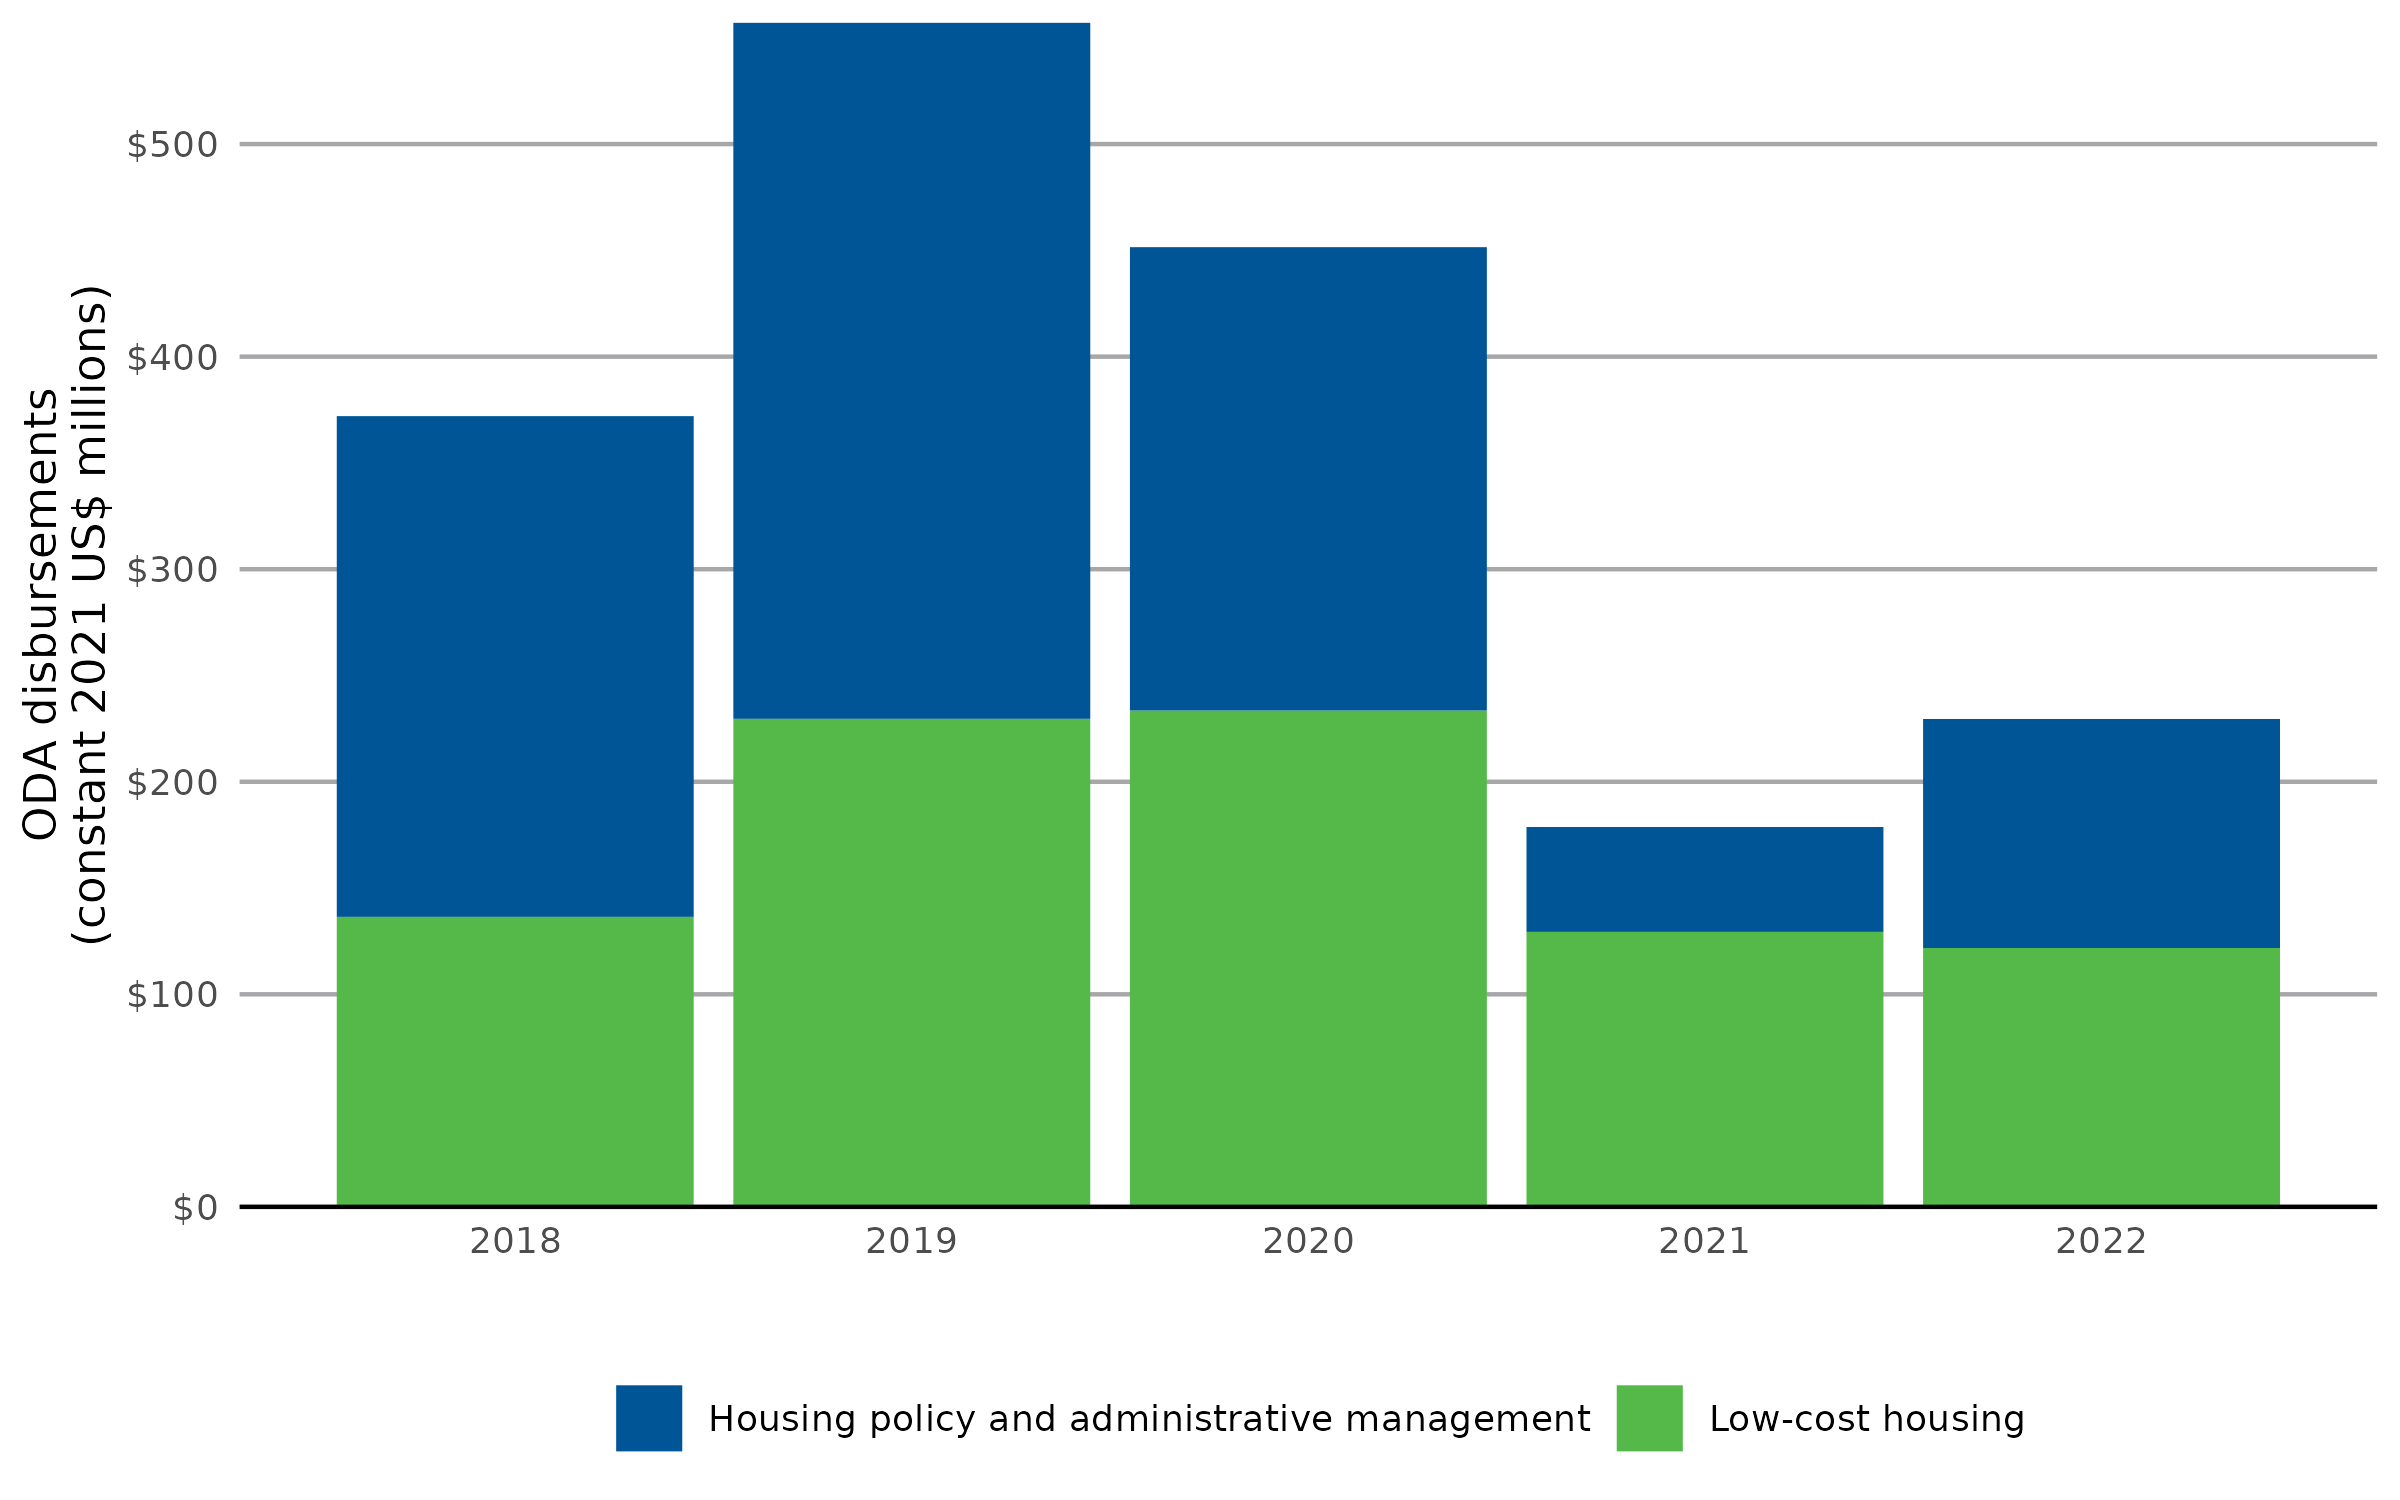 ODA disbursements
(constant 2021 US$ millions)
$500
$400
$300
$200
$100
$0
2018 2019 2020 2021 2022
Housing policy and administrative management Low-cost housing